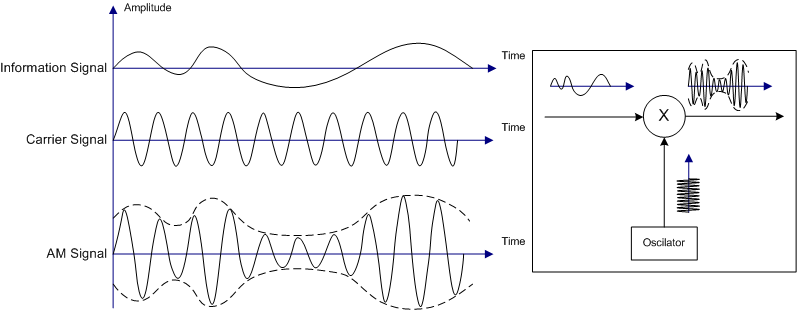 Amplitude
Information Signal
Time
Carrier Signal
Time
AM Signal
Time
X
Oscilator